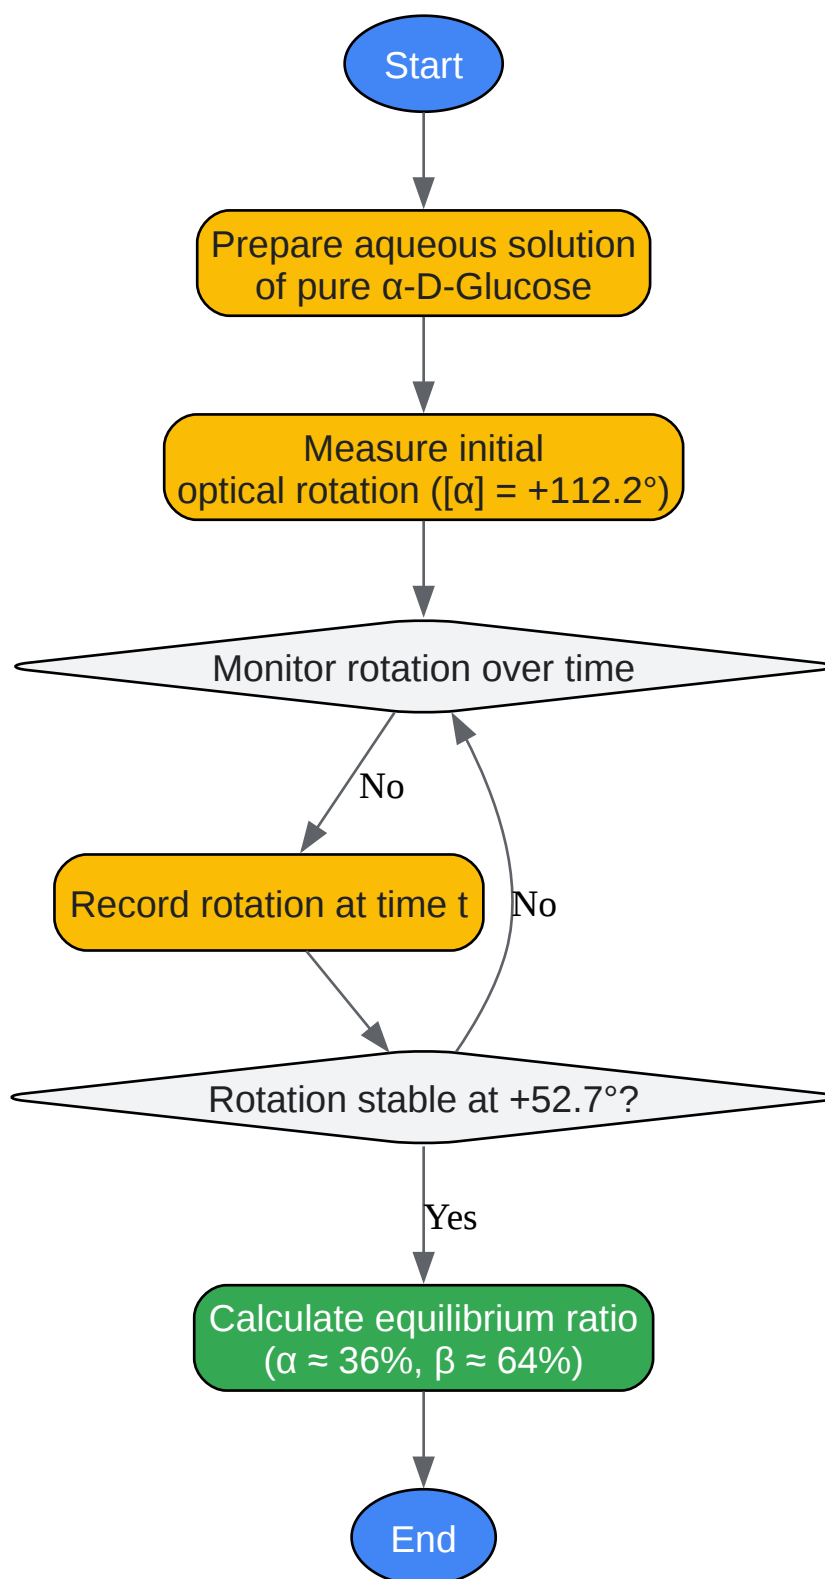 Start
Prepare aqueous solution
of pure α-D-Glucose
Measure initial
optical rotation ([α] = +112.2°)
Monitor rotation over time
No
Record rotation at time t
No
Rotation stable at +52.7°?
Yes
Calculate equilibrium ratio
(α ≈ 36%, β ≈ 64%)
End